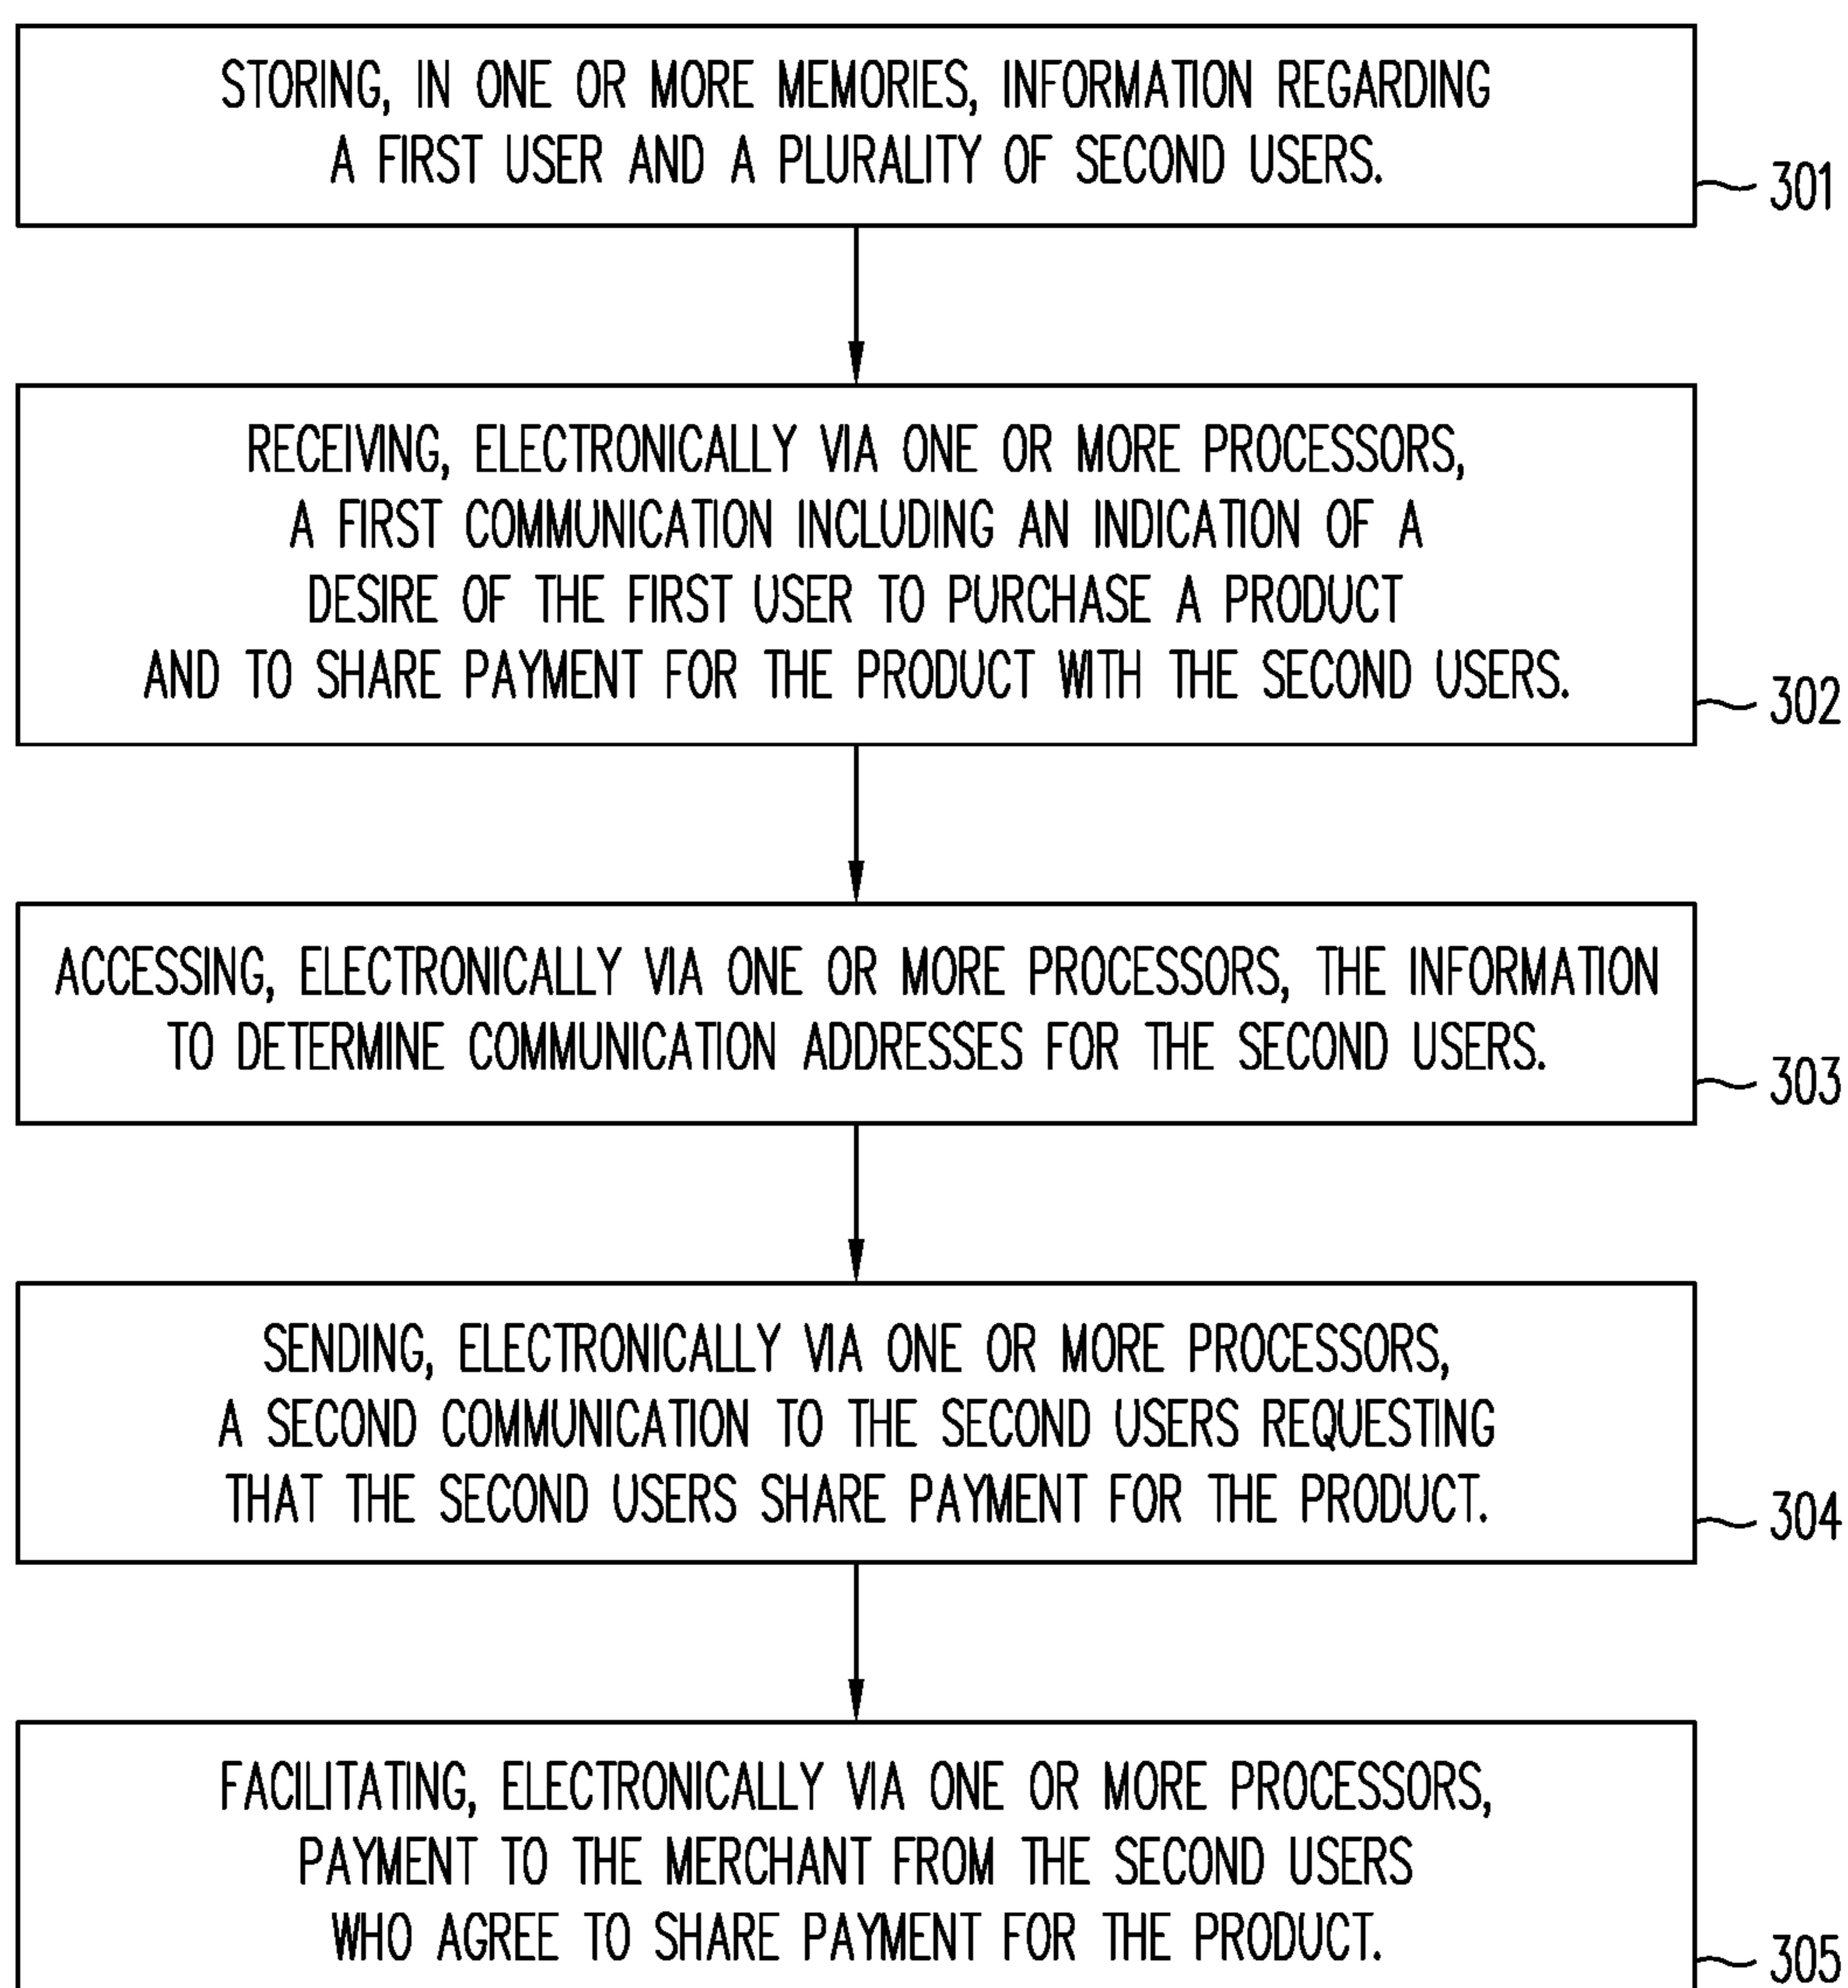 STORING, IN ONE OR MORE MEMORIES, INFORMATION REGARDING
A FIRST USER AND A PLURALITY OF SECOND USERS.
301
RECEIVING, ELECTRONICALLY VIA ONE OR MORE PROCESSORS,
A FIRST COMMUNICATION INCLUDING AN INDICATION OF A
DESIRE OF THE FIRST USER TO PURCHASE A PRODUCT
AND TO SHARE PAYMENT FOR THE PRODUCT WITH THE SECOND USERS.
302
ACCESSING, ELECTRONICALLY VIA ONE OR MORE PROCESSORS, THE INFORMATION
TO DETERMINE COMMUNICATION ADDRESSES FOR THE SECOND USERS.
303
SENDING, ELECTRONICALLY VIA ONE OR MORE PROCESSORS,
A SECOND COMMUNICATION TO THE SECOND USERS REQUESTING
THAT THE SECOND USERS SHARE PAYMENT FOR THE PRODUCT.
304
FACILITATING, ELECTRONICALLY VIA ONE OR MORE PROCESSORS,
PAYMENT TO THE MERCHANT FROM THE SECOND USERS
WHO AGREE TO SHARE PAYMENT FOR THE PRODUCT.
305